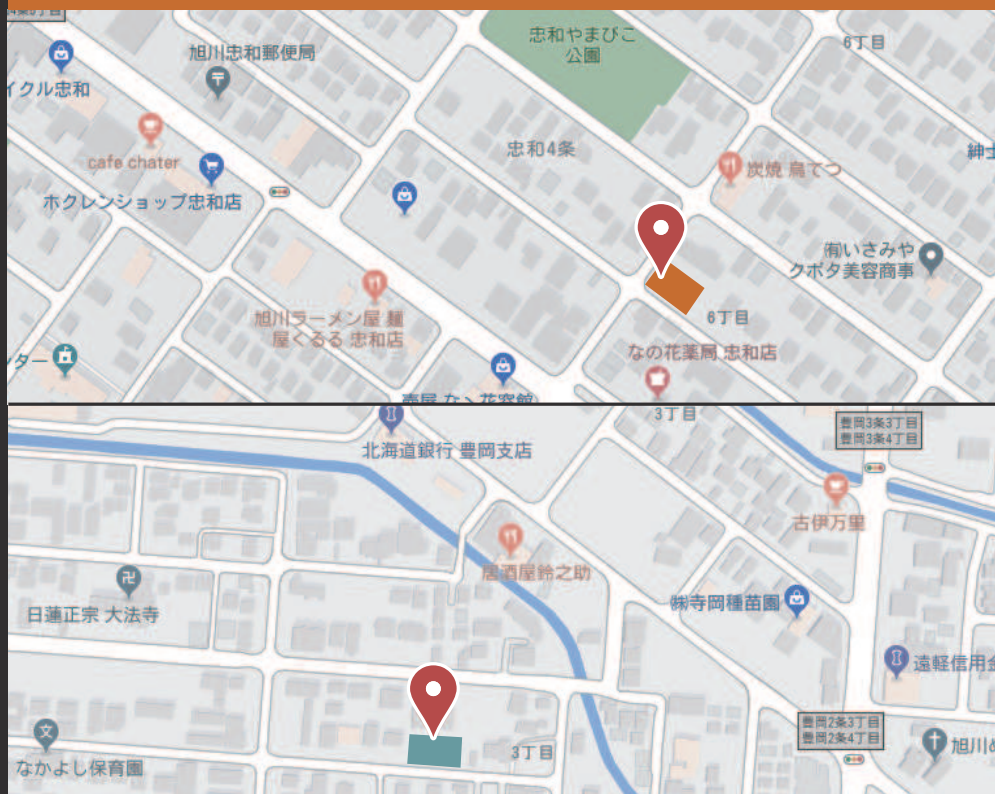 忠和やまびこ
公園
6丁目
旭川忠和郵便局
イクル忠和
cafe chater
忠和4条
炭焼 鳥てつ
紳士
ホクレンショップ忠和店
㈲いさみや
クボタ美容商事
旭川ラーメン屋 麺
屋くるる 忠和店
6丁目
なの花薬局 忠和店
ター
3丁目
豊岡3条3丁目
豊岡3条4丁目
北海道銀行 豊岡支店
古伊万里
居酒屋鈴之助
日蓮正宗 大法寺
㈱寺岡種苗園
遠軽信用金
豊岡2条3丁目
豊岡2条4丁目
3丁目
旭川め
なかよし保育園